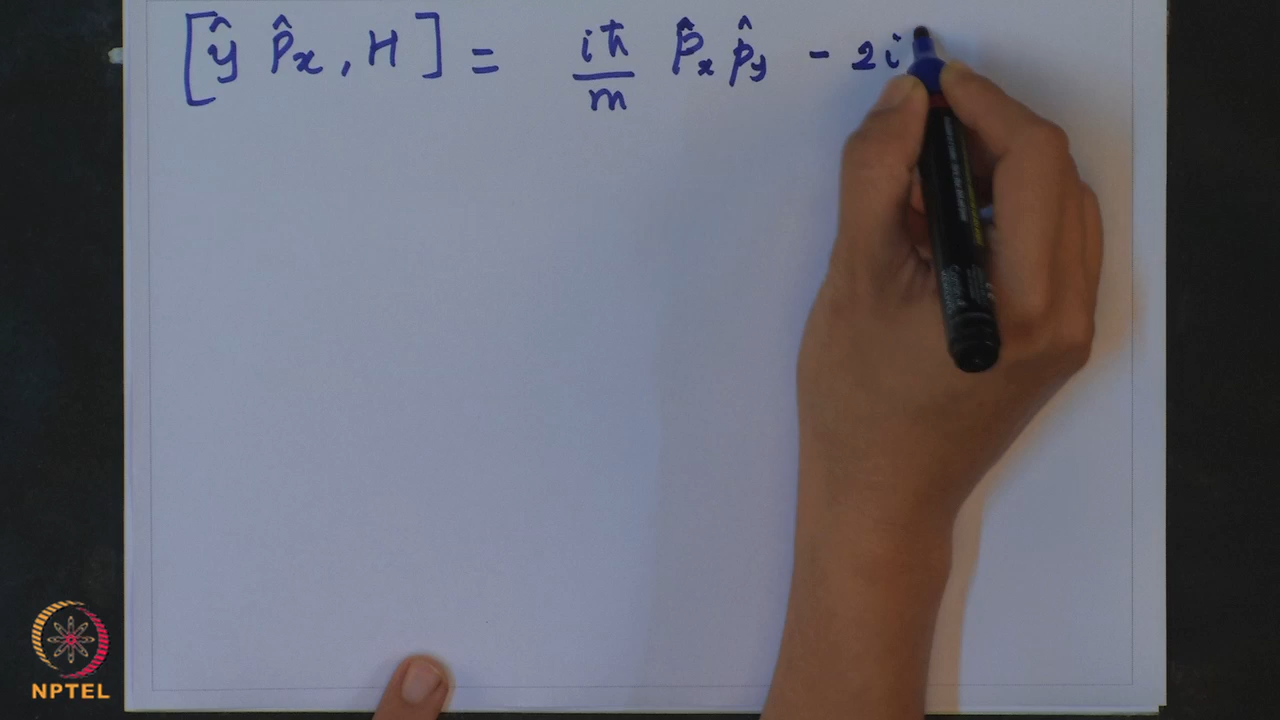 [ŷ p̂x, H] = iħ/m p̂x p̂y - 2i
NPTEL